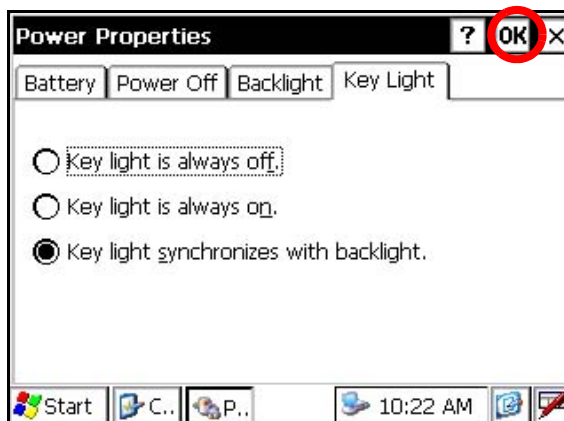 Power Properties ? OK ×
Battery Power Off Backlight Key Light
Key light is always off.
Key light is always on.
Key light synchronizes with backlight.
Start C.. P.. 10:22 AM